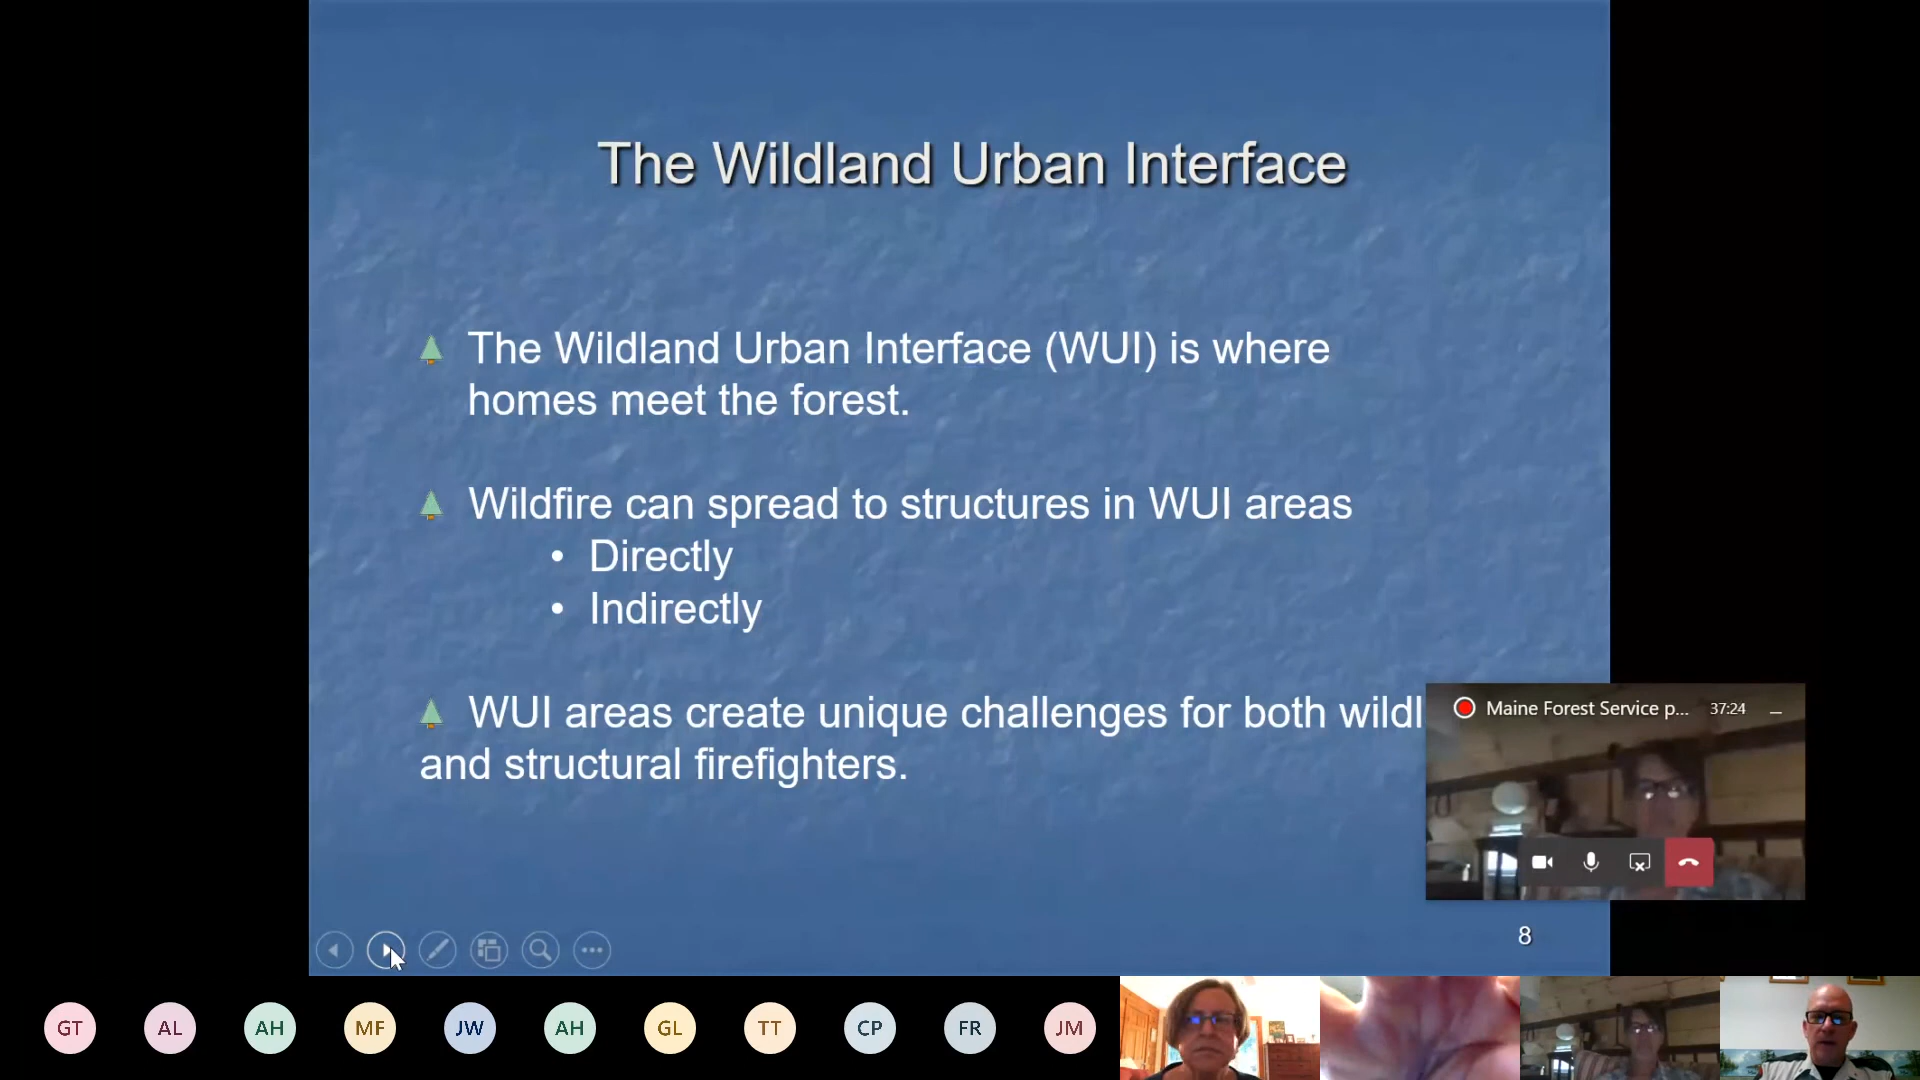 The Wildland Urban Interface
The Wildland Urban Interface (WUI) is where
homes meet the forest.
Wildfire can spread to structures in WUI areas
• Directly
• Indirectly
WUI areas create unique challenges for both wildl
and structural firefighters.
Maine Forest Service p... 37:24
8
GT AL AH MF JW AH GL TT CP FR JM